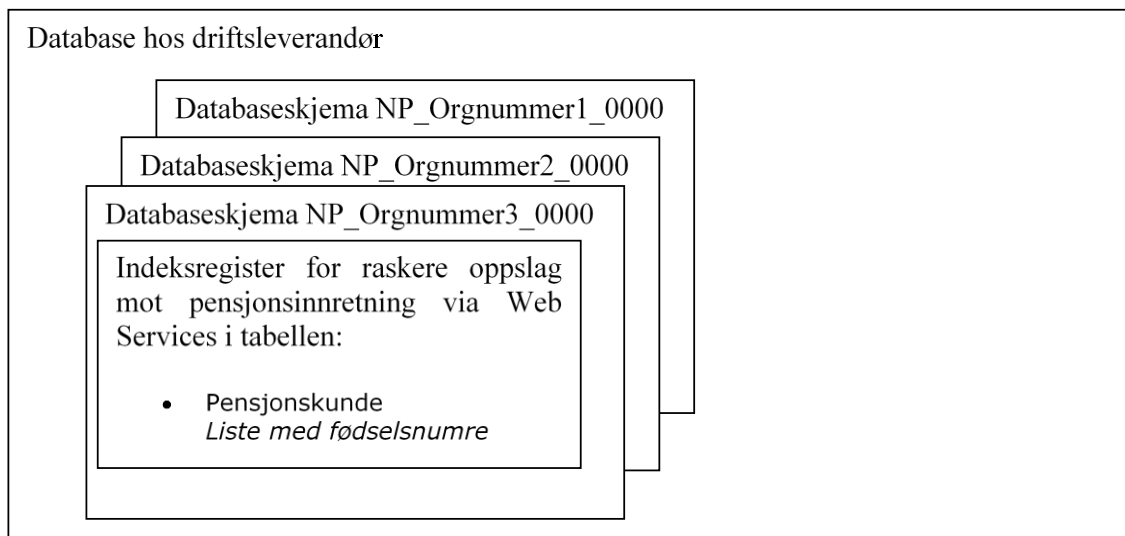 Database hos driftsleverandør
Databaseskjema NP_Orgnummer1_0000
Databaseskjema NP_Orgnummer2_0000
Databaseskjema NP_Orgnummer3_0000
Indeksregister for raskere oppslag
mot pensjonsinnretning via Web
Services i tabellen:
• Pensjonskunde
Liste med fødselsnumre